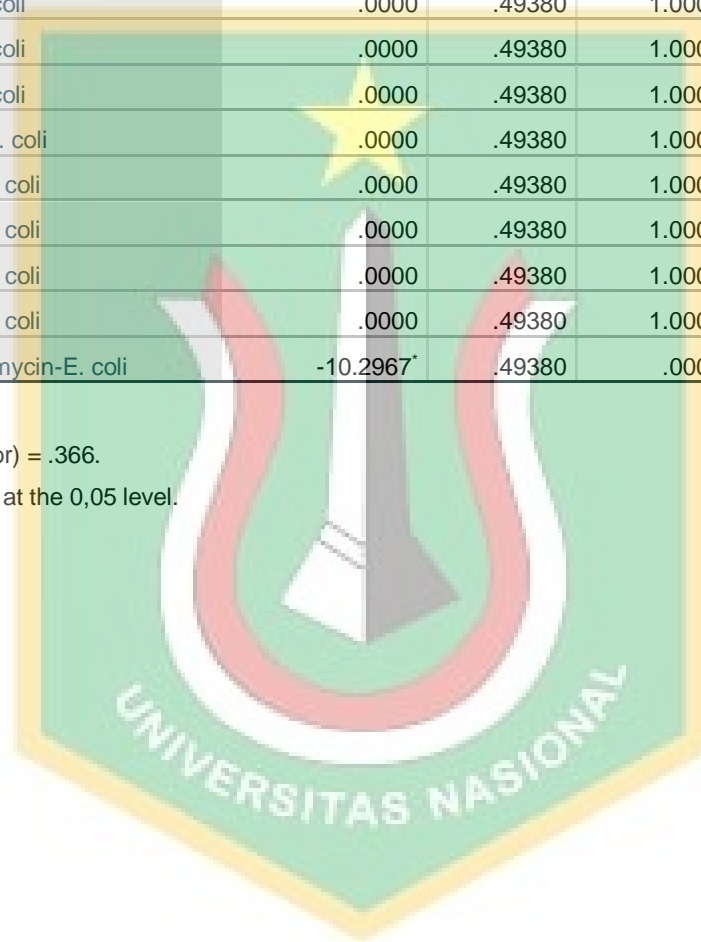 coli .0000 .49380 1.000
coli .0000 .49380 1.000
coli .0000 .49380 1.000
. coli .0000 .49380 1.000
coli .0000 .49380 1.000
coli .0000 .49380 1.000
coli .0000 .49380 1.000
coli .0000 .49380 1.000
mycin-E. coli -10.2967* .49380 .000
or) = .366.
at the 0,05 level.
UNIVERSITAS NASIONAL